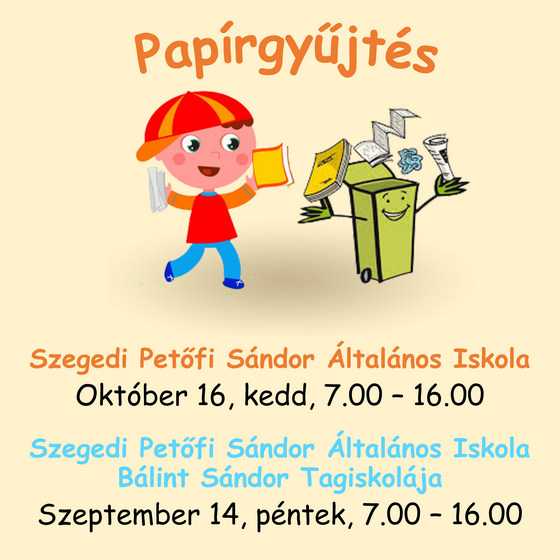 Papírgyűjtés
Szegedi Petőfi Sándor Általános Iskola
Október 16, kedd, 7.00 – 16.00
Szegedi Petőfi Sándor Általános Iskola
Bálint Sándor Tagiskolája
Szeptember 14, péntek, 7.00 – 16.00